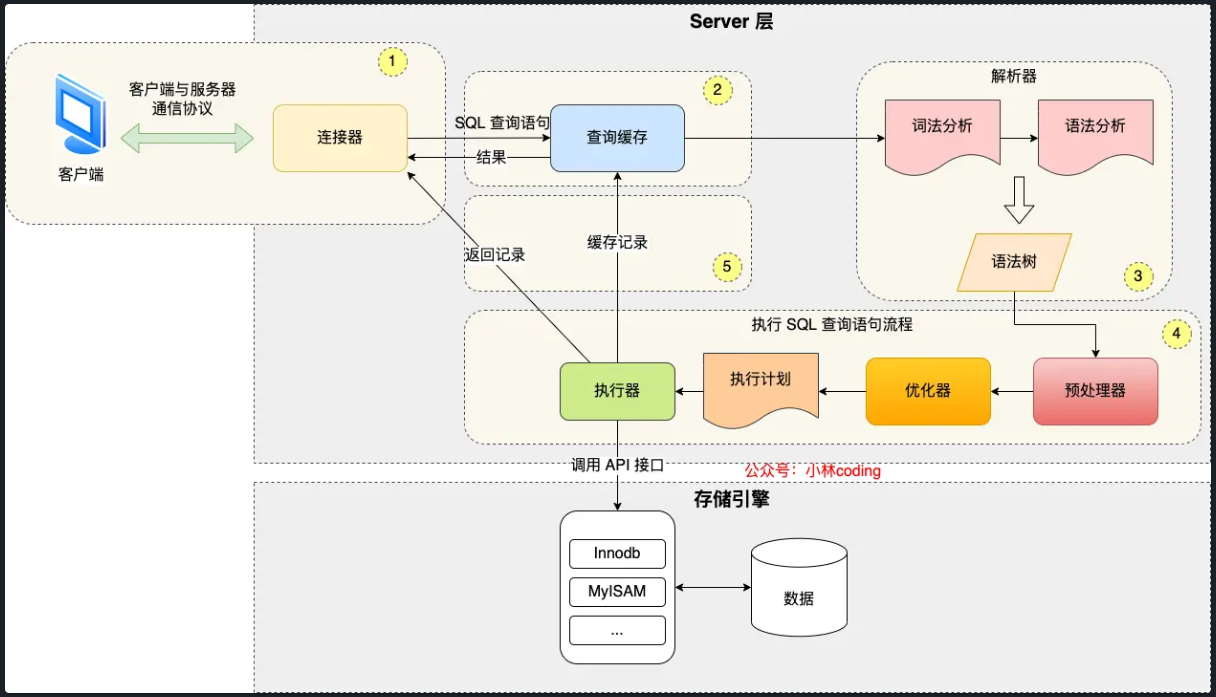 Server 层
1
客户端与服务器
通信协议
客户端
连接器
SQL 查询语句
结果
2
查询缓存
解析器
词法分析
语法分析
语法树
3
返回记录
缓存记录
5
执行 SQL 查询语句流程
4
执行器
执行计划
优化器
预处理器
调用 API 接口
公众号：小林coding
存储引擎
Innodb
MyISAM
...
数据